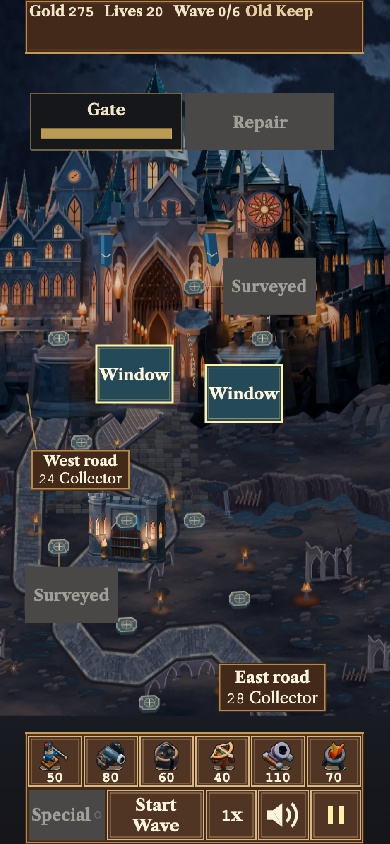 Gold 275 Lives 20 Wave 0/6 Old Keep
Gate
Repair
Surveyed
Window
Window
West road
24 Collector
Surveyed
East road
28 Collector
50 80 60 40 110 70
Special
Start
Wave
1x